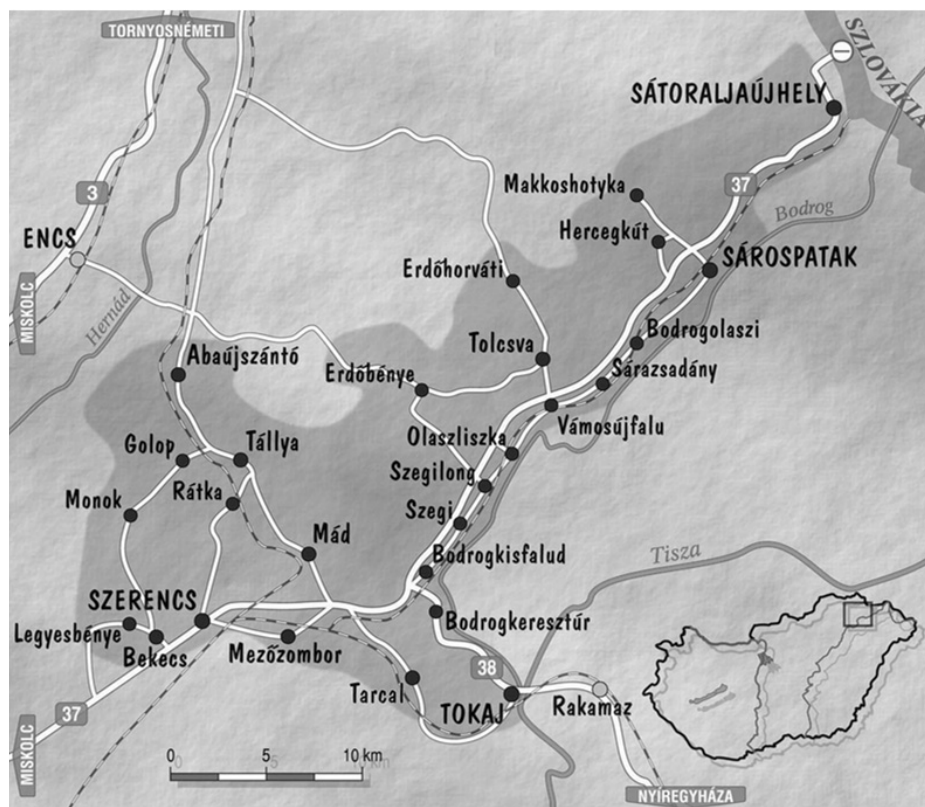 TORNYOSNÉMETI
SZLOVÁKIA
SÁTORALJAÚJHELY
3
37
Makkoshotyka
Bodrog
ENCS
Hercegkút
SÁROSPATAK
Erdőhorváti
MISKOLC
Hernád
Bodrogolaszi
Tolcsva
Abaújszántó
Erdőbénye
Sárazsadány
Vámosújfalu
Olaszliszka
Golop
Tállya
Szegilong
Monok
Rátka
Szegi
Mád
Bodrogkisfalud
Tisza
SZERENCS
Legyesbénye
Bodrogkeresztúr
Bekecs
Mezőzombor
38
Tarcal
TOKAJ
Rakamaz
37
MISKOLC
0 5 10 km
NYÍREGYHÁZA